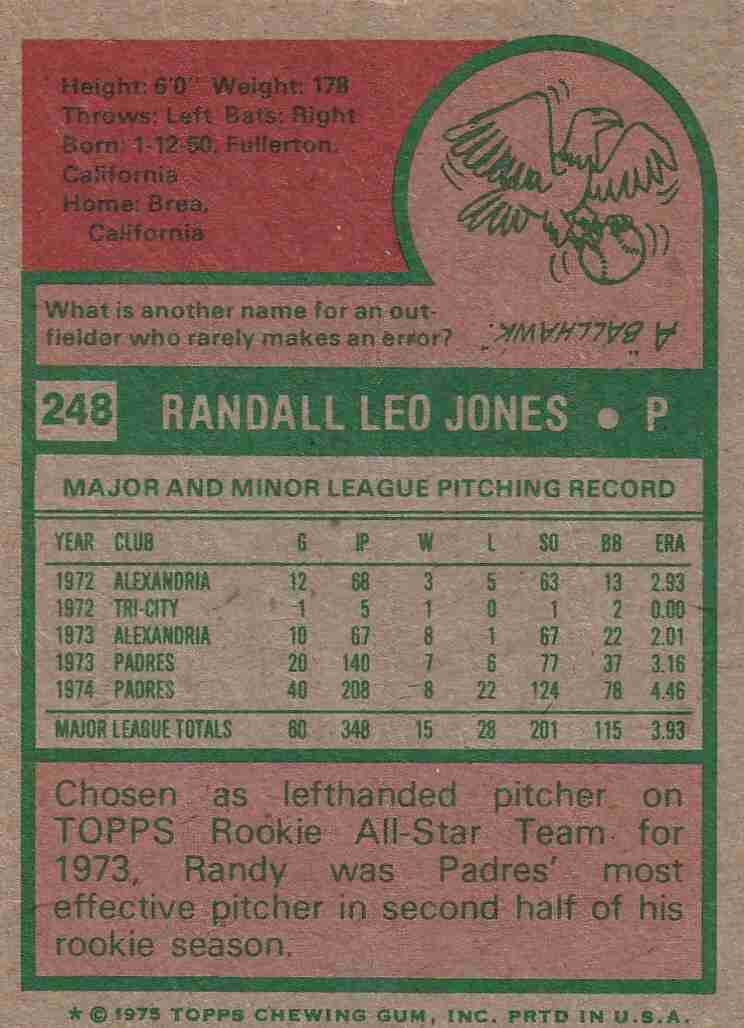 Height: 6'0" Weight: 178
Throws: Left Bats: Right
Born: 1-12-50, Fullerton,
California
Home: Brea,
California
What is another name for an out-
fielder who rarely makes an error?
A "BALLHAWK."
248 RANDALL LEO JONES • P
MAJOR AND MINOR LEAGUE PITCHING RECORD
YEAR CLUB G IP W L SO BB ERA
1972 ALEXANDRIA 12 68 3 5 63 13 2.93
1972 TRI-CITY 1 5 1 0 1 2 0.00
1973 ALEXANDRIA 10 67 8 1 67 22 2.01
1973 PADRES 20 140 7 6 77 37 3.16
1974 PADRES 40 208 8 22 124 78 4.46
MAJOR LEAGUE TOTALS 60 348 15 28 201 115 3.93
Chosen as lefthanded pitcher on
TOPPS Rookie All-Star Team for
1973, Randy was Padres' most
effective pitcher in second half of his
rookie season.
* © 1975 TOPPS CHEWING GUM, INC. PRTD IN U.S.A.